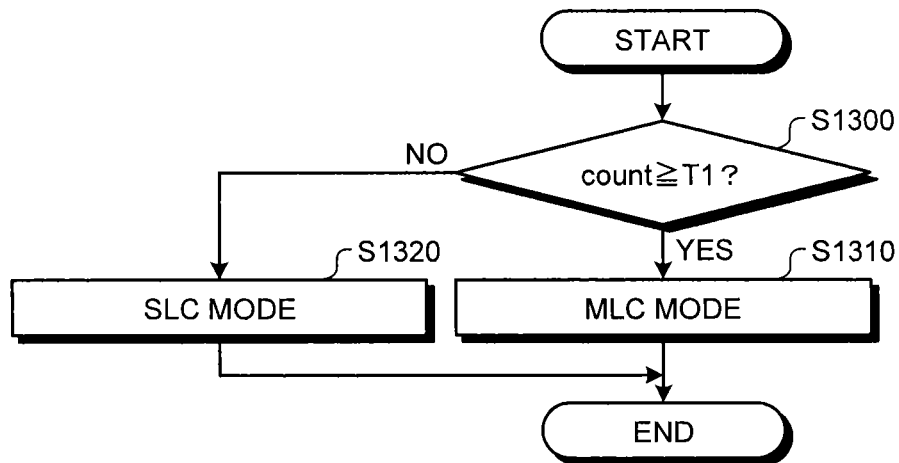 START
S1300
NO
count≧T1?
YES
S1320
S1310
SLC MODE
MLC MODE
END